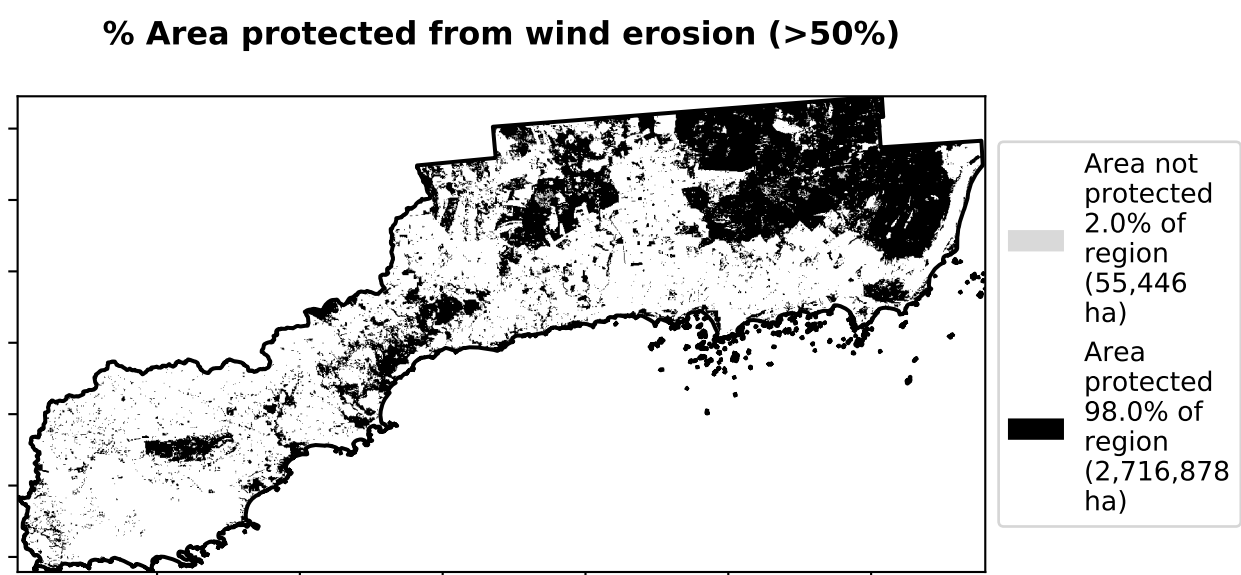 % Area protected from wind erosion (>50%)
Area not
protected
2.0% of
region
(55,446
ha)
Area
protected
98.0% of
region
(2,716,878
ha)